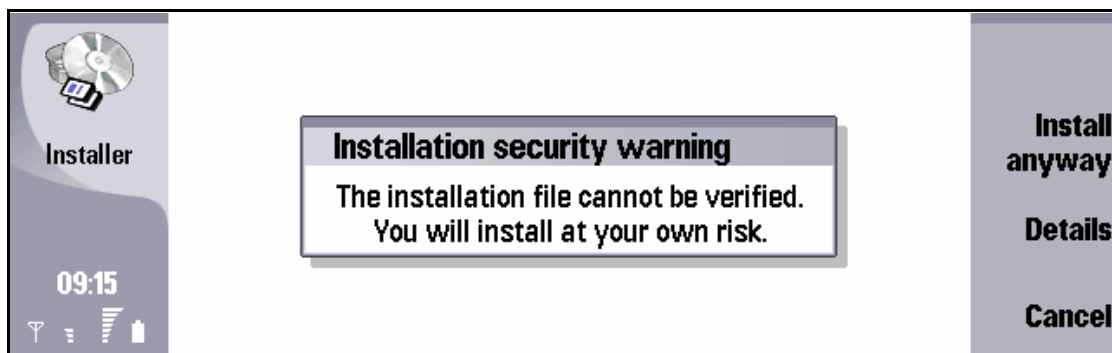 Installer
09:15
Installation security warning
The installation file cannot be verified.
You will install at your own risk.
Install
anyway
Details
Cancel